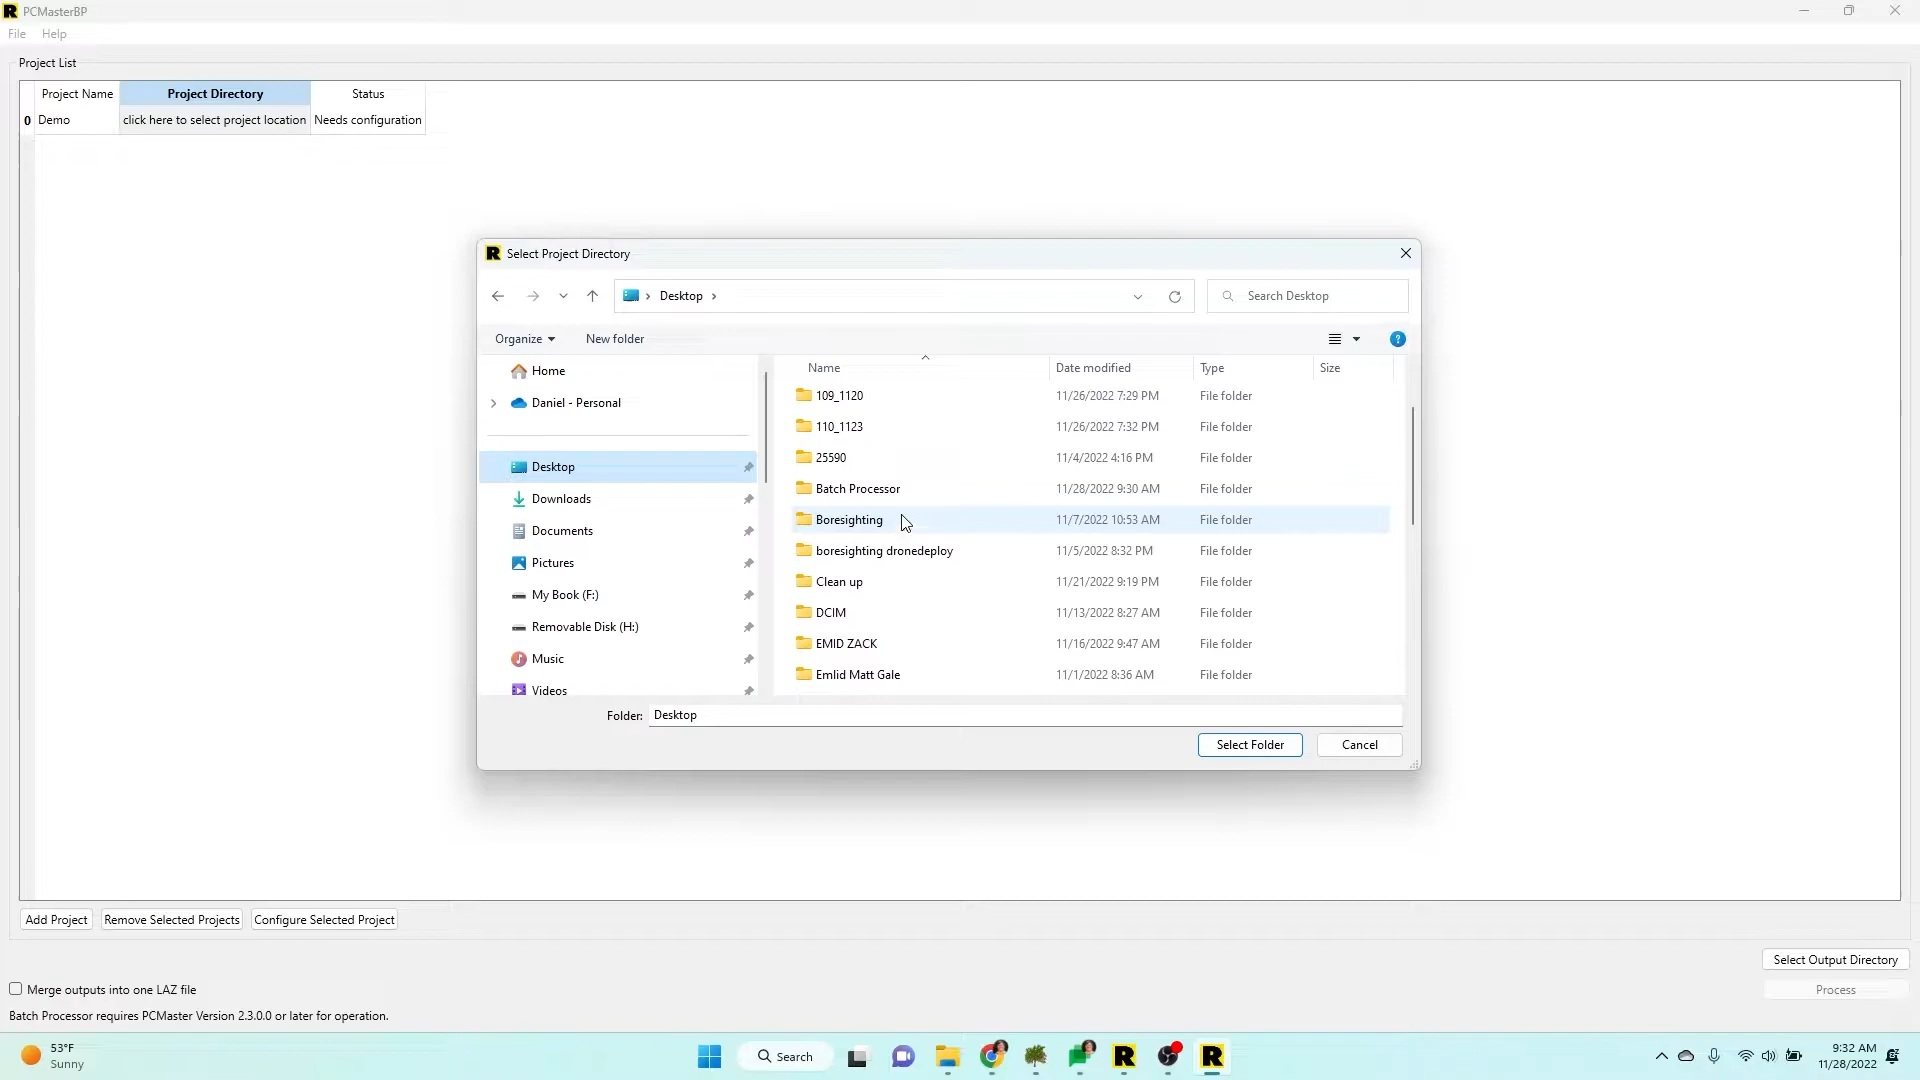 PCMasterBP
File Help
Project List
Project Name Project Directory Status
0 Demo click here to select project location Needs configuration
R Select Project Directory
Desktop Search Desktop
Organize New folder ?
Home
Daniel - Personal
Desktop
Downloads
Documents
Pictures
My Book (F:)
Removable Disk (H:)
Music
Videos
Name Date modified Type Size
109_1120 11/26/2022 7:29 PM File folder
110_1123 11/26/2022 7:32 PM File folder
25590 11/4/2022 4:16 PM File folder
Batch Processor 11/28/2022 9:30 AM File folder
Boresighting 11/7/2022 10:53 AM File folder
boresighting dronedeploy 11/5/2022 8:32 PM File folder
Clean up 11/21/2022 9:19 PM File folder
DCIM 11/13/2022 8:27 AM File folder
EMID ZACK 11/16/2022 9:47 AM File folder
Emlid Matt Gale 11/1/2022 8:36 AM File folder
Folder: Desktop
Select Folder Cancel
Add Project Remove Selected Projects Configure Selected Project
Select Output Directory
Merge outputs into one LAZ file
Process
Batch Processor requires PCMaster Version 2.3.0.0 or later for operation.
53°F
Sunny
Search
R R
9:32 AM
11/28/2022